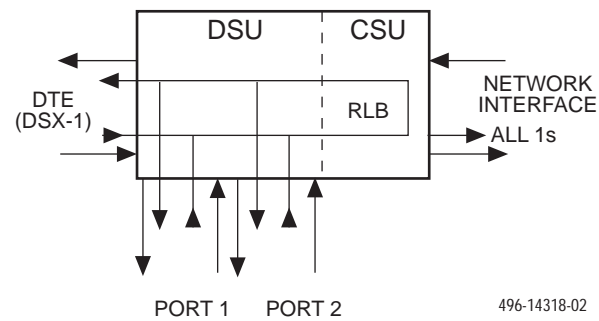 DSU CSU
DTE
(DSX-1)
RLB
NETWORK
INTERFACE
ALL 1s
PORT 1 PORT 2
496-14318-02